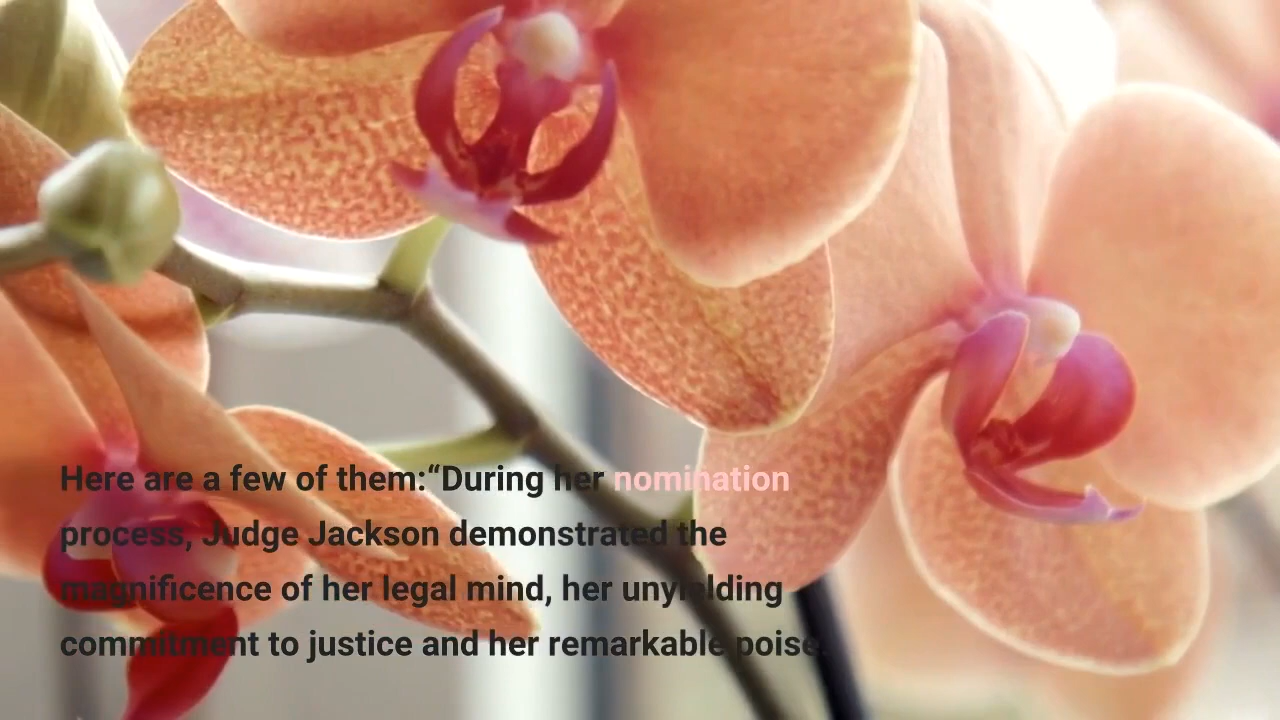 Here are a few of them:“During her nomination
process, Judge Jackson demonstrated the
magnificence of her legal mind, her unyielding
commitment to justice and her remarkable poise.